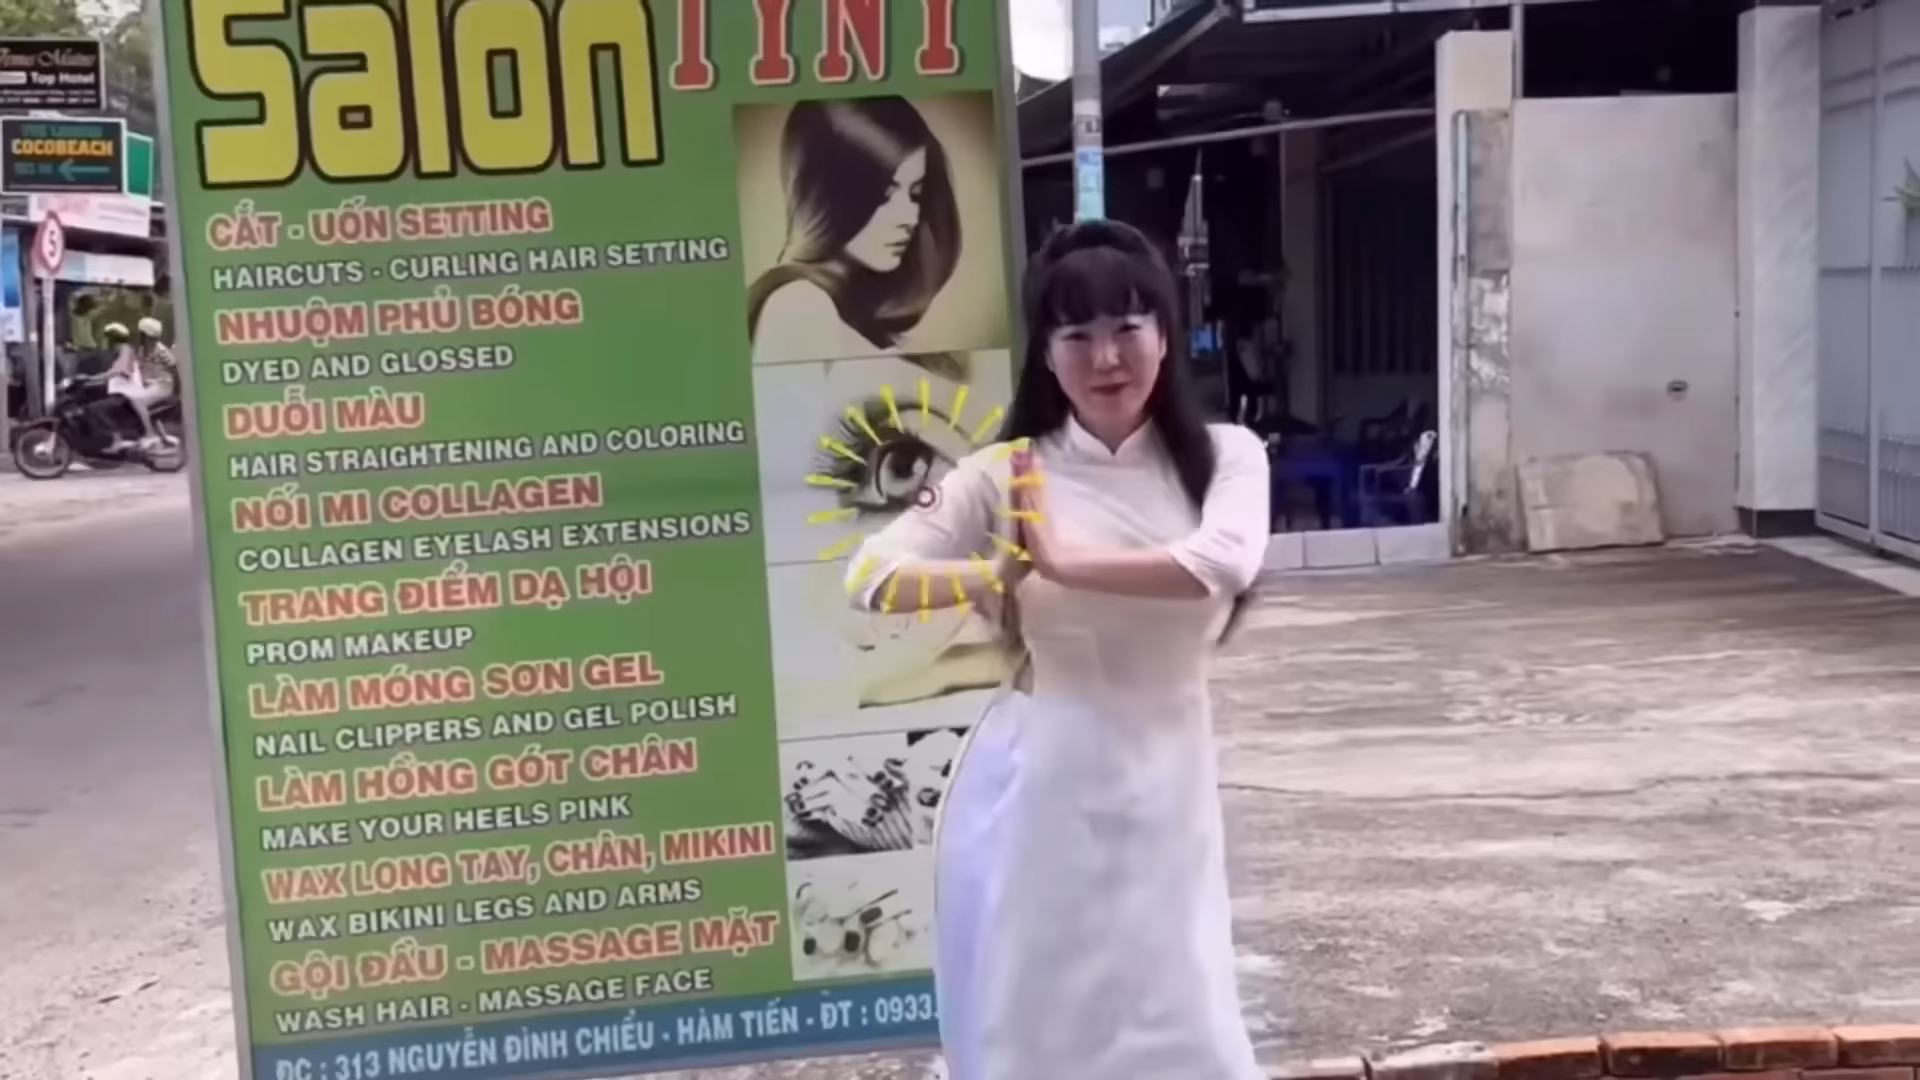 Salon TYNY
CẮT - UỐN SETTING
HAIRCUTS - CURLING HAIR SETTING
NHUỘM PHỦ BÓNG
DYED AND GLOSSED
DUỖI MÀU
HAIR STRAIGHTENING AND COLORING
NỐI MI COLLAGEN
COLLAGEN EYELASH EXTENSIONS
TRANG ĐIỂM DẠ HỘI
PROM MAKEUP
LÀM MÓNG SƠN GEL
NAIL CLIPPERS AND GEL POLISH
LÀM HỒNG GÓT CHÂN
MAKE YOUR HEELS PINK
WAX LONG TAY, CHÂN, MIKINI
WAX BIKINI LEGS AND ARMS
GỘI ĐẦU - MASSAGE MẶT
WASH HAIR - MASSAGE FACE
ĐC : 313 NGUYỄN ĐÌNH CHIỂU - HÀM TIẾN - ĐT : 0933
Top Hotel
COCOBEACH
5